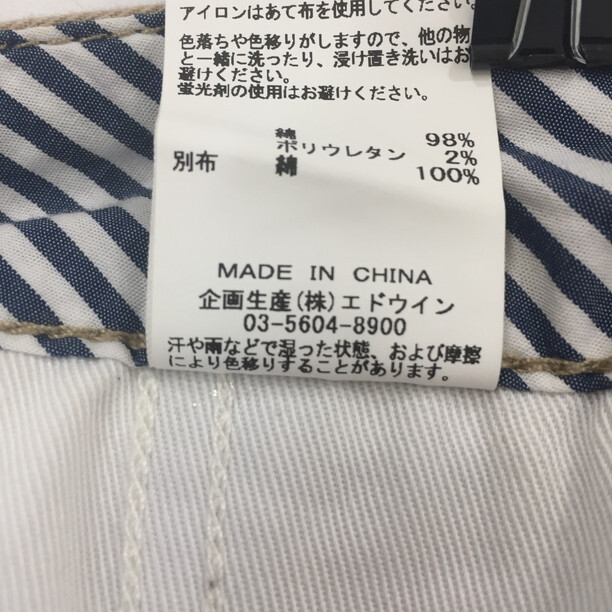 アイロンはあて布を使用してください。
色落ちや色移りがしますので、他の物
と一緒に洗ったり、浸け置き洗いはお
避けください。
蛍光剤の使用はお避けください。
綿 98%
ポリウレタン 2%
別布 綿 100%
MADE IN CHINA
企画生産(株)エドウイン
03-5604-8900
汗や雨などで湿った状態、および摩擦
により色移りすることがあります。